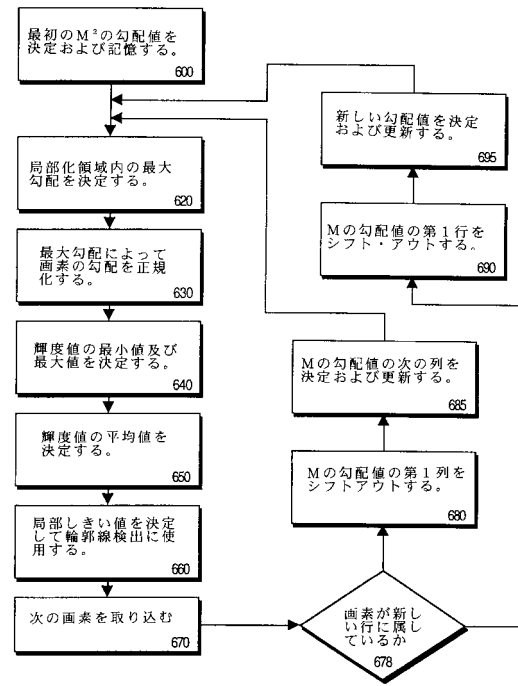 最初のM²の勾配値を
決定および記憶する。
600
局部化領域内の最大
勾配を決定する。
620
最大勾配によって
画素の勾配を正規
化する。
630
輝度値の最小値及び
最大値を決定する。
640
輝度値の平均値を
決定する。
650
局部しきい値を決定
して輪郭線検出に使
用する。
660
次の画素を取り込む
670
画素が新し
い行に属し
ているか
678
Mの勾配値の第1列を
シフトアウトする。
680
Mの勾配値の次の列を
決定および更新する。
685
Mの勾配値の第1行を
シフト・アウトする。
690
新しい勾配値を決定
および更新する。
695